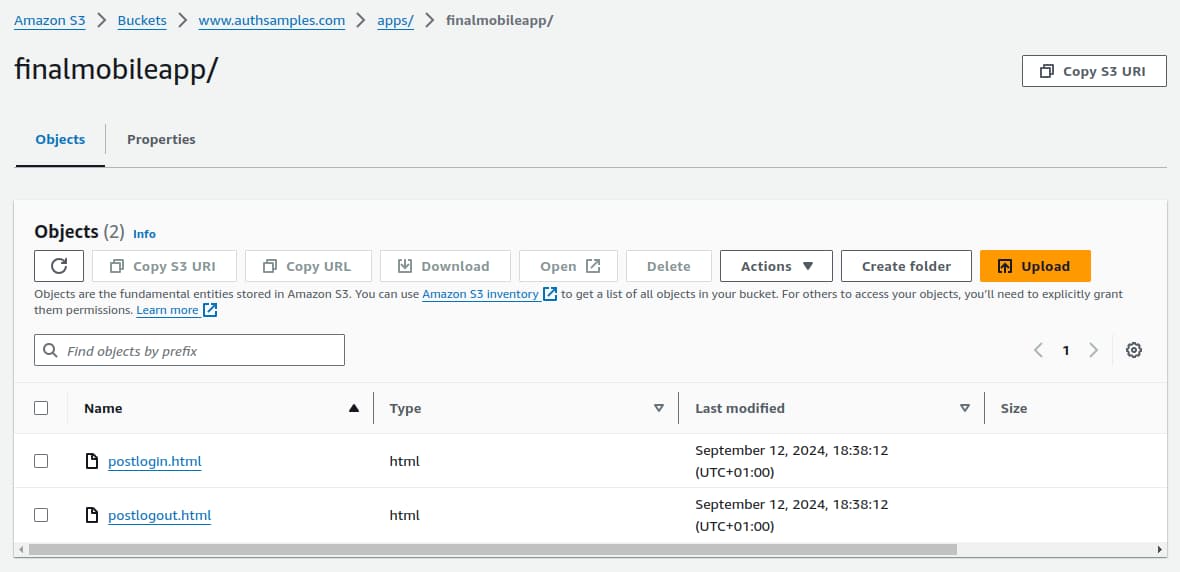 Amazon S3 > Buckets > www.authsamples.com > apps/ > finalmobileapp/
finalmobileapp/
Copy S3 URI
Objects Properties
Objects (2) Info
Copy S3 URI Copy URL Download Open Delete Actions Create folder Upload
Objects are the fundamental entities stored in Amazon S3. You can use Amazon S3 inventory to get a list of all objects in your bucket. For others to access your objects, you'll need to explicitly grant
them permissions. Learn more
Find objects by prefix
1
Name Type Last modified Size
postlogin.html html September 12, 2024, 18:38:12
(UTC+01:00)
postlogout.html html September 12, 2024, 18:38:12
(UTC+01:00)